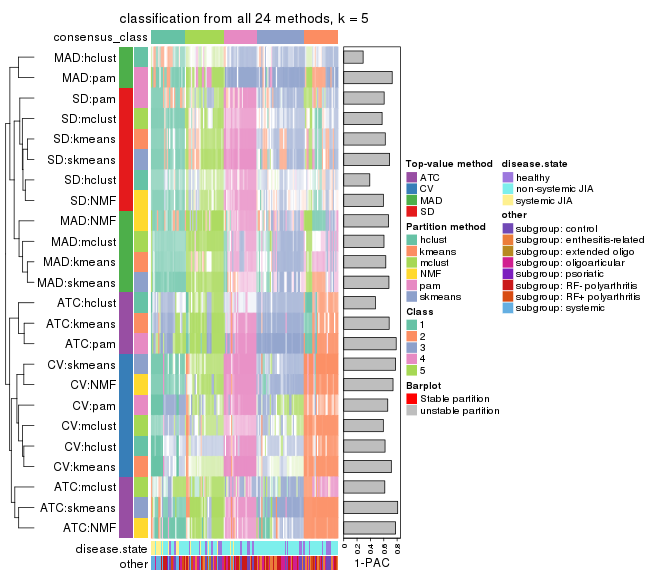 classification from all 24 methods, k = 5
consensus_class
MAD:hclust
MAD:pam
SD:pam
SD:mclust
SD:kmeans
SD:skmeans
SD:hclust
SD:NMF
MAD:NMF
MAD:mclust
MAD:kmeans
MAD:skmeans
ATC:hclust
ATC:kmeans
ATC:pam
CV:skmeans
CV:NMF
CV:pam
CV:mclust
CV:hclust
CV:kmeans
ATC:mclust
ATC:skmeans
ATC:NMF
disease.state
other
0 0.2 0.4 0.6 0.8
1-PAC
Top-value method
ATC
CV
MAD
SD
Partition method
hclust
kmeans
mclust
NMF
pam
skmeans
Class
1
2
3
4
5
Barplot
Stable partition
unstable partition
disease.state
healthy
non-systemic JIA
systemic JIA
other
subgroup: control
subgroup: enthesitis-related
subgroup: extended oligo
subgroup: oligoarticular
subgroup: psoriatic
subgroup: RF- polyarthritis
subgroup: RF+ polyarthritis
subgroup: systemic